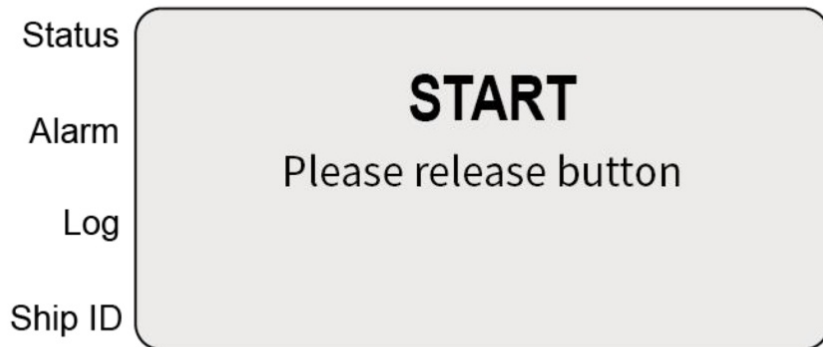 Status
START
Alarm
Please release button
Log
Ship ID